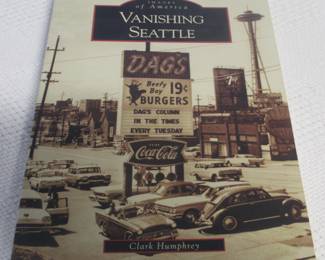 IMAGES
of America
VANISHING
SEATTLE
DAG'S
Beefy
Boy 19¢
BURGERS
DAG'S COLUMN
IN THE TIMES
EVERY TUESDAY
Coca-Cola
Clark Humphrey